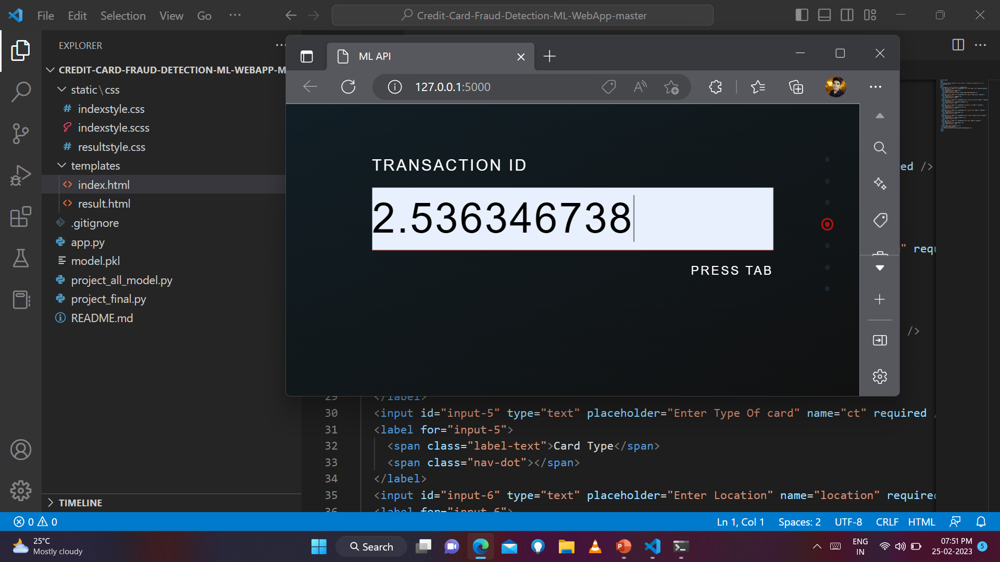 File Edit Selection View Go ...
Credit-Card-Fraud-Detection-ML-WebApp-master
EXPLORER
CREDIT-CARD-FRAUD-DETECTION-ML-WEBAPP-M
static\css
indexstyle.css
indexstyle.scss
resultstyle.css
templates
index.html
result.html
.gitignore
app.py
model.pkl
project_all_model.py
project_final.py
README.md
TIMELINE
ML API
127.0.0.1:5000
TRANSACTION ID
2.536346738
PRESS TAB
ed />
" requ
/>
29 </label>
30 <input id="input-5" type="text" placeholder="Enter Type Of card" name="ct" required /
31 <label for="input-5">
32 <span class="label-text">Card Type</span>
33 <span class="nav-dot"></span>
34 </label>
35 <input id="input-6" type="text" placeholder="Enter Location" name="location" required
36 <label for="input-6">
0 0
Ln 1, Col 1 Spaces: 2 UTF-8 CRLF HTML
25°C
Mostly cloudy
Search
ENG
IN
07:51 PM
25-02-2023
5